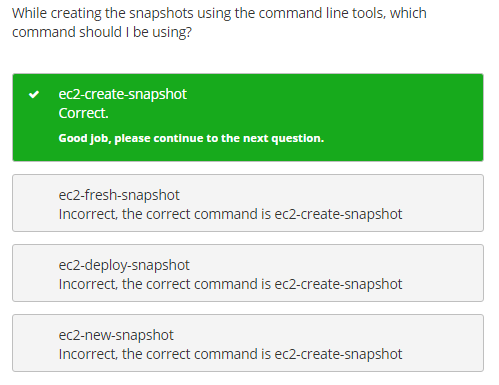 While creating the snapshots using the command line tools, which
command should I be using?
ec2-create-snapshot
Correct.
Good job, please continue to the next question.
ec2-fresh-snapshot
Incorrect, the correct command is ec2-create-snapshot
ec2-deploy-snapshot
Incorrect, the correct command is ec2-create-snapshot
ec2-new-snapshot
Incorrect, the correct command is ec2-create-snapshot